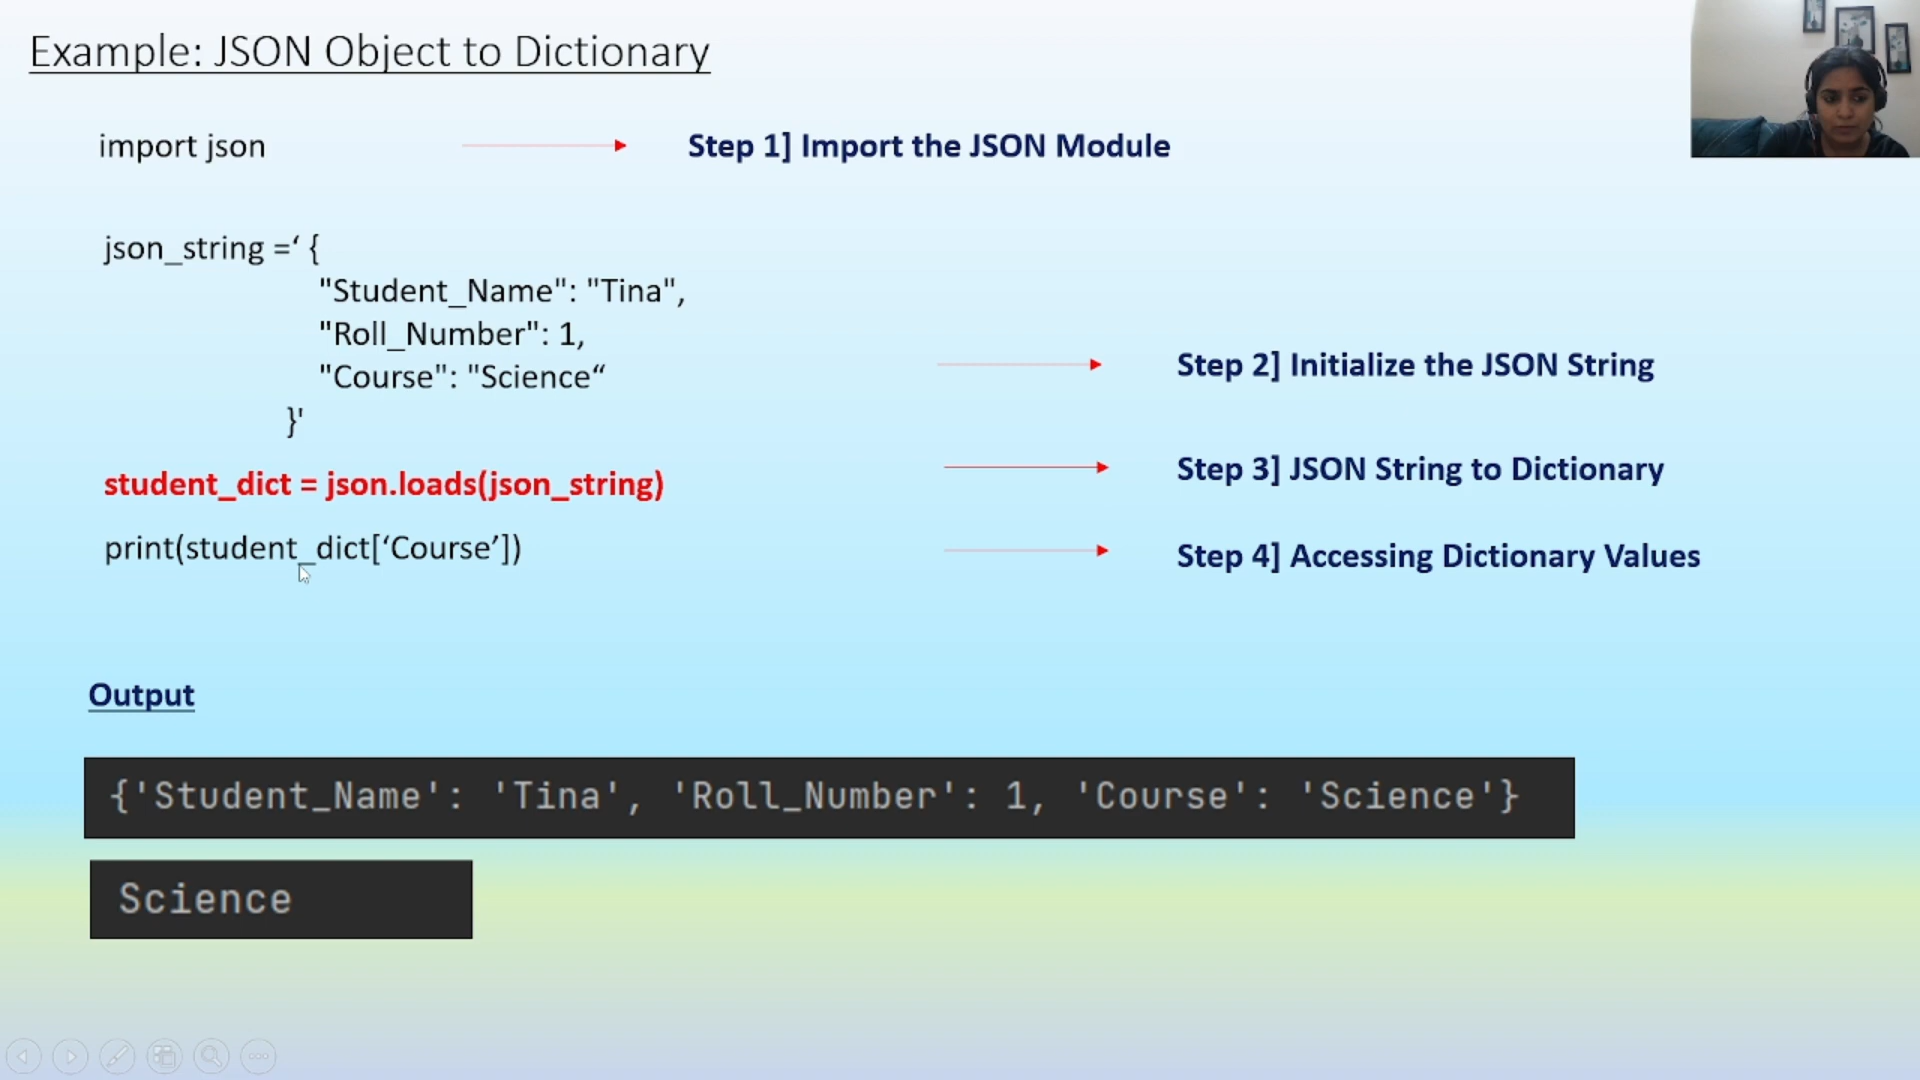 Example: JSON Object to Dictionary
import json
Step 1] Import the JSON Module
json_string =‘ {
"Student_Name": "Tina",
"Roll_Number": 1,
"Course": "Science“
}'
Step 2] Initialize the JSON String
student_dict = json.loads(json_string)
Step 3] JSON String to Dictionary
print(student_dict[‘Course’])
Step 4] Accessing Dictionary Values
Output
{'Student_Name': 'Tina', 'Roll_Number': 1, 'Course': 'Science'}
Science